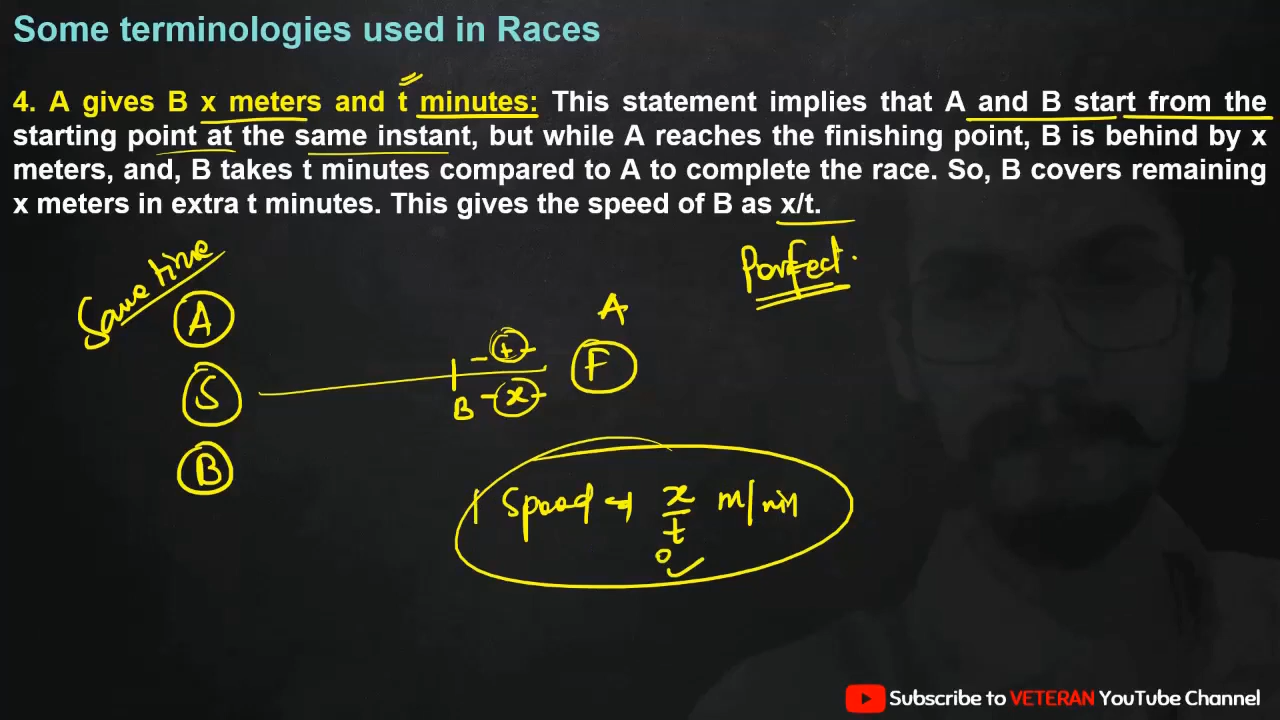 Some terminologies used in Races
4. A gives B x meters and t minutes: This statement implies that A and B start from the
starting point at the same instant, but while A reaches the finishing point, B is behind by x
meters, and, B takes t minutes compared to A to complete the race. So, B covers remaining
x meters in extra t minutes. This gives the speed of B as x/t.
Same time
Perfect.
A
A
t
F
S
B x
B
Speed → x/t m/min
Subscribe to VETERAN YouTube Channel